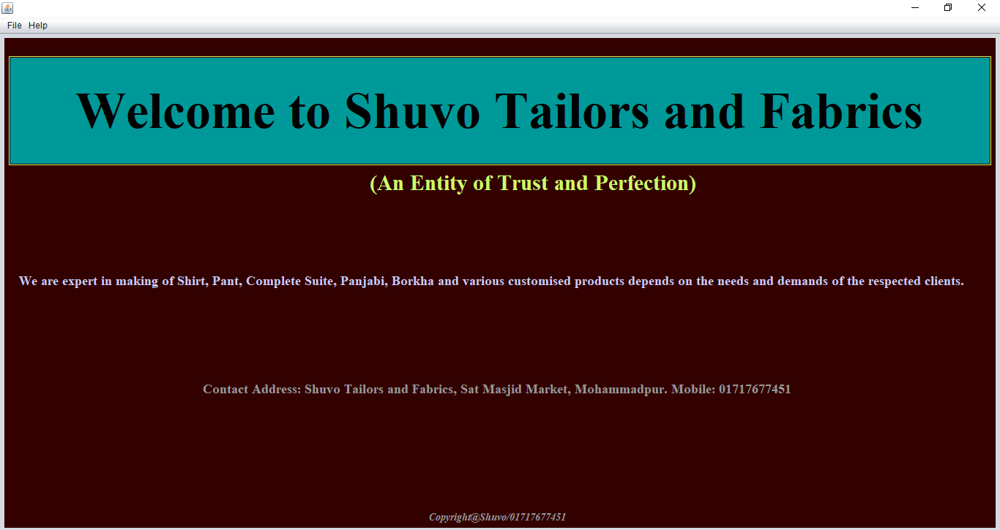 File Help
Welcome to Shuvo Tailors and Fabrics
(An Entity of Trust and Perfection)
We are expert in making of Shirt, Pant, Complete Suite, Panjabi, Borkha and various customised products depends on the needs and demands of the respected clients.
Contact Address: Shuvo Tailors and Fabrics, Sat Masjid Market, Mohammadpur. Mobile: 01717677451
Copyright@Shuvo/01717677451